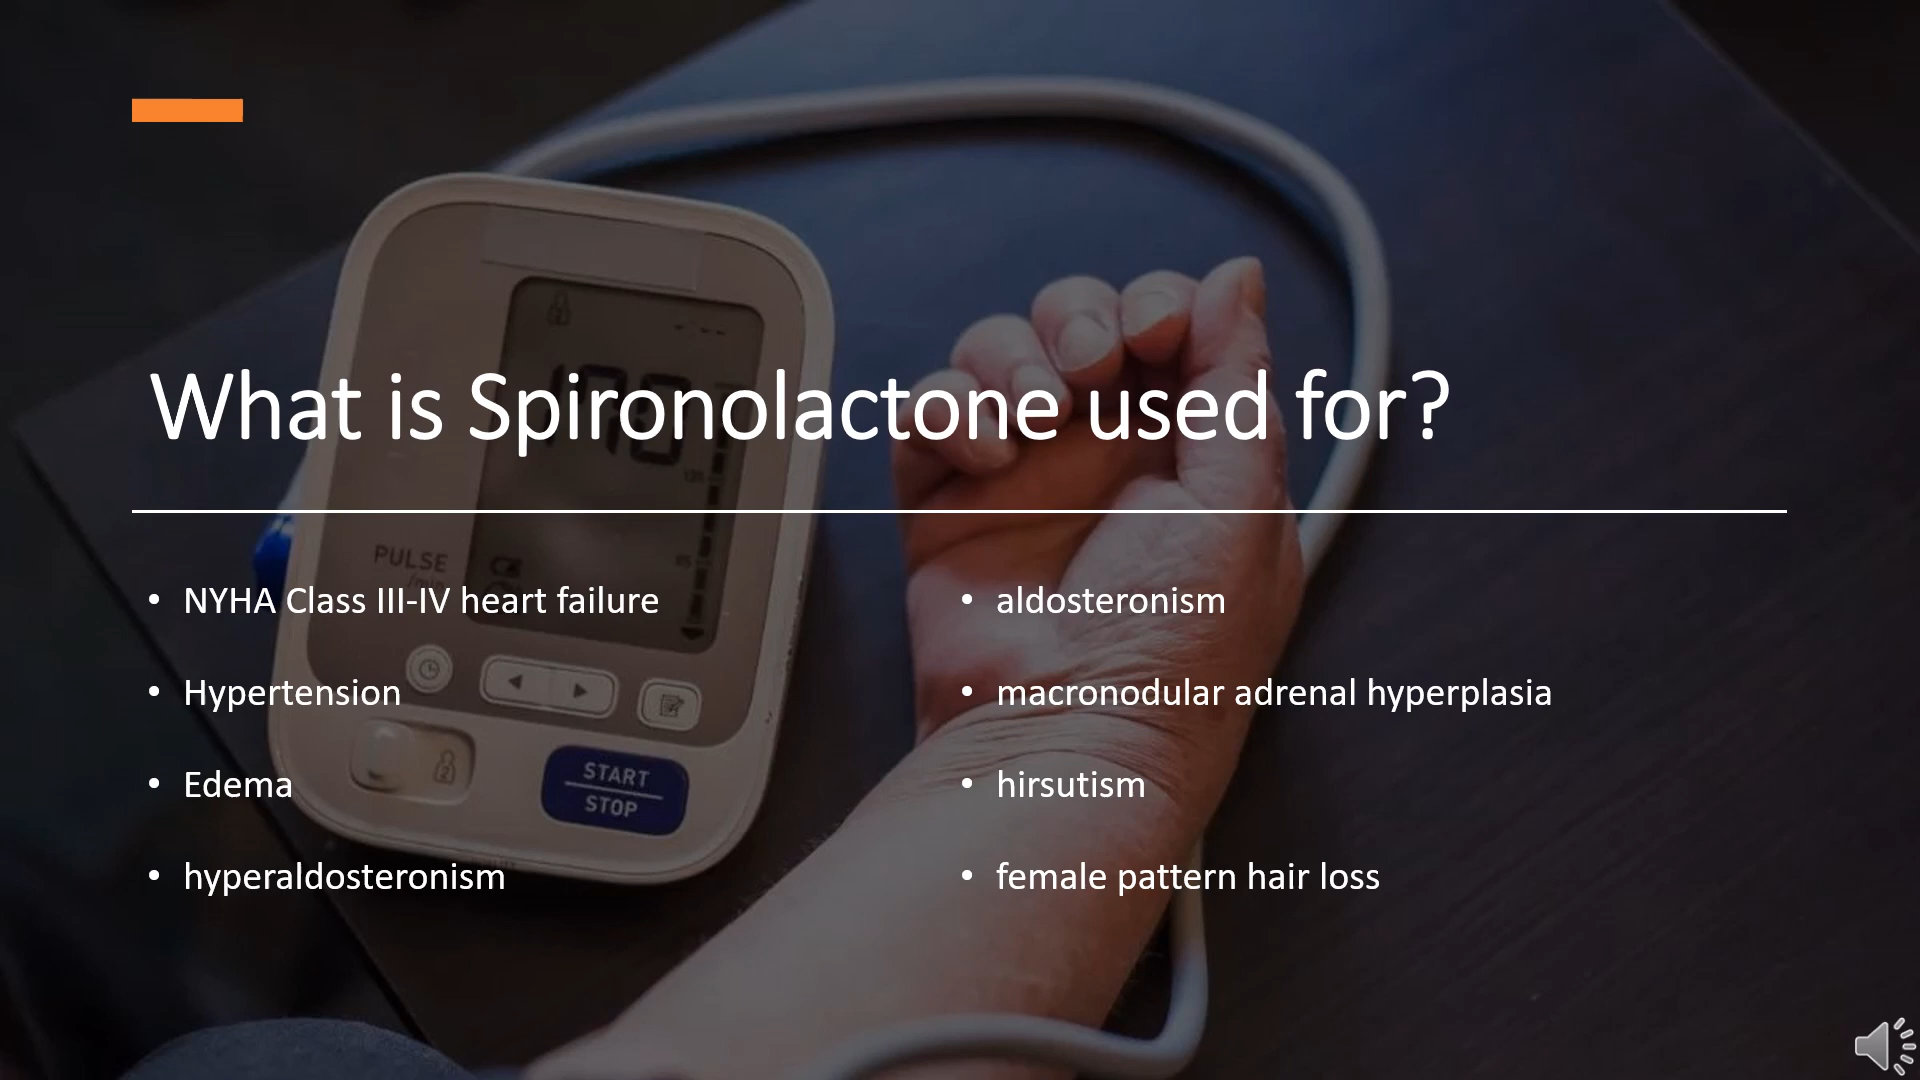 What is Spironolactone used for?
• NYHA Class III-IV heart failure
• Hypertension
• Edema
• hyperaldosteronism
• aldosteronism
• macronodular adrenal hyperplasia
• hirsutism
• female pattern hair loss
PULSE
/min
START
STOP